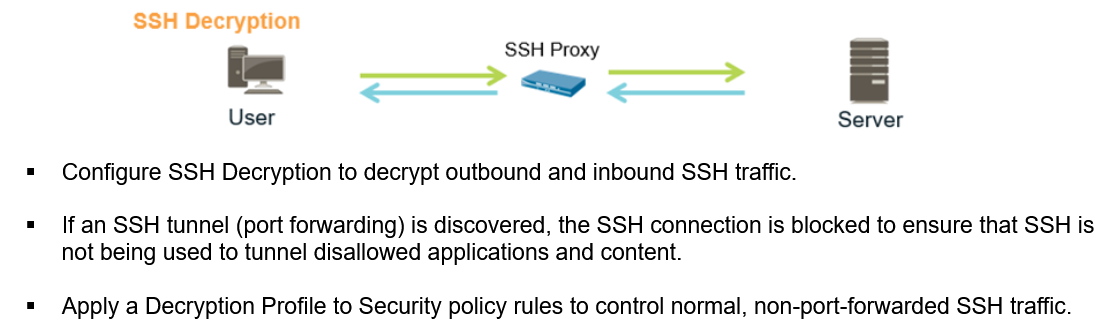 SSH Decryption
SSH Proxy
User
Server
▪ Configure SSH Decryption to decrypt outbound and inbound SSH traffic.
▪ If an SSH tunnel (port forwarding) is discovered, the SSH connection is blocked to ensure that SSH is
not being used to tunnel disallowed applications and content.
▪ Apply a Decryption Profile to Security policy rules to control normal, non-port-forwarded SSH traffic.